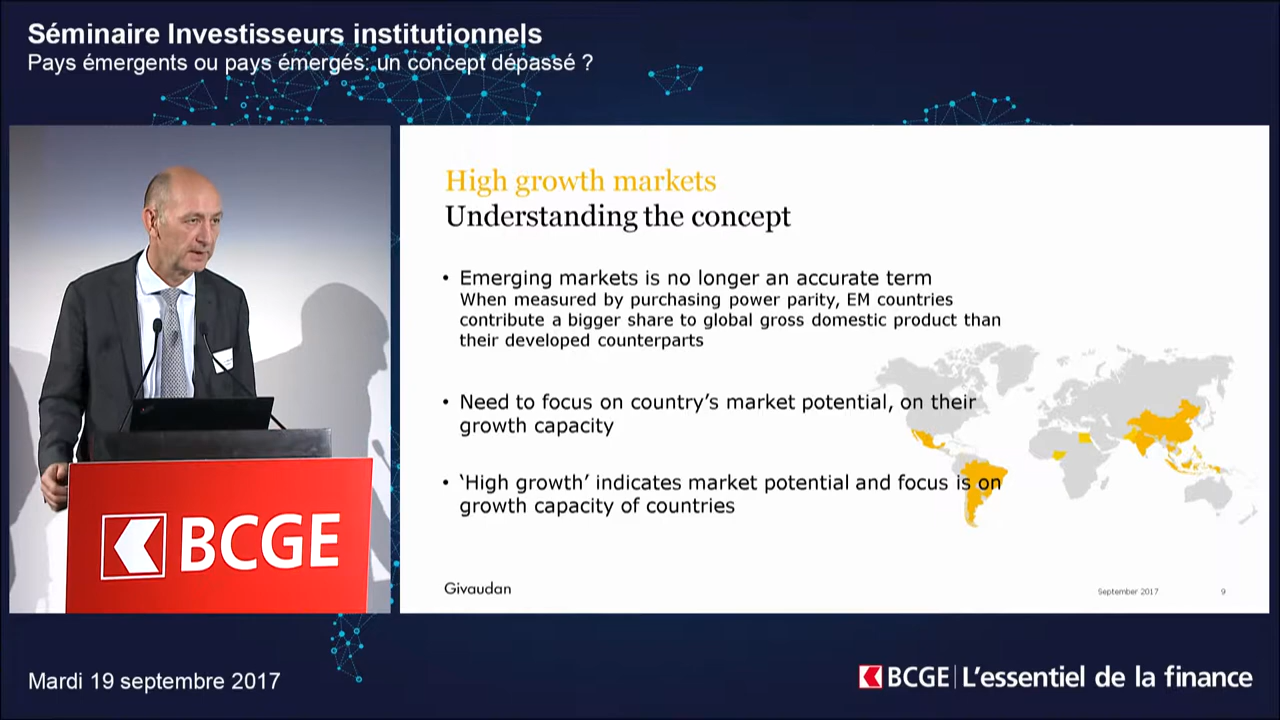 Séminaire Investisseurs institutionnels
Pays émergents ou pays émergés: un concept dépassé ?
High growth markets
Understanding the concept
• Emerging markets is no longer an accurate term
When measured by purchasing power parity, EM countries
contribute a bigger share to global gross domestic product than
their developed counterparts
• Need to focus on country’s market potential, on their
growth capacity
• ‘High growth’ indicates market potential and focus is on
growth capacity of countries
Givaudan
September 2017
9
BCGE
Mardi 19 septembre 2017
BCGE | L’essentiel de la finance